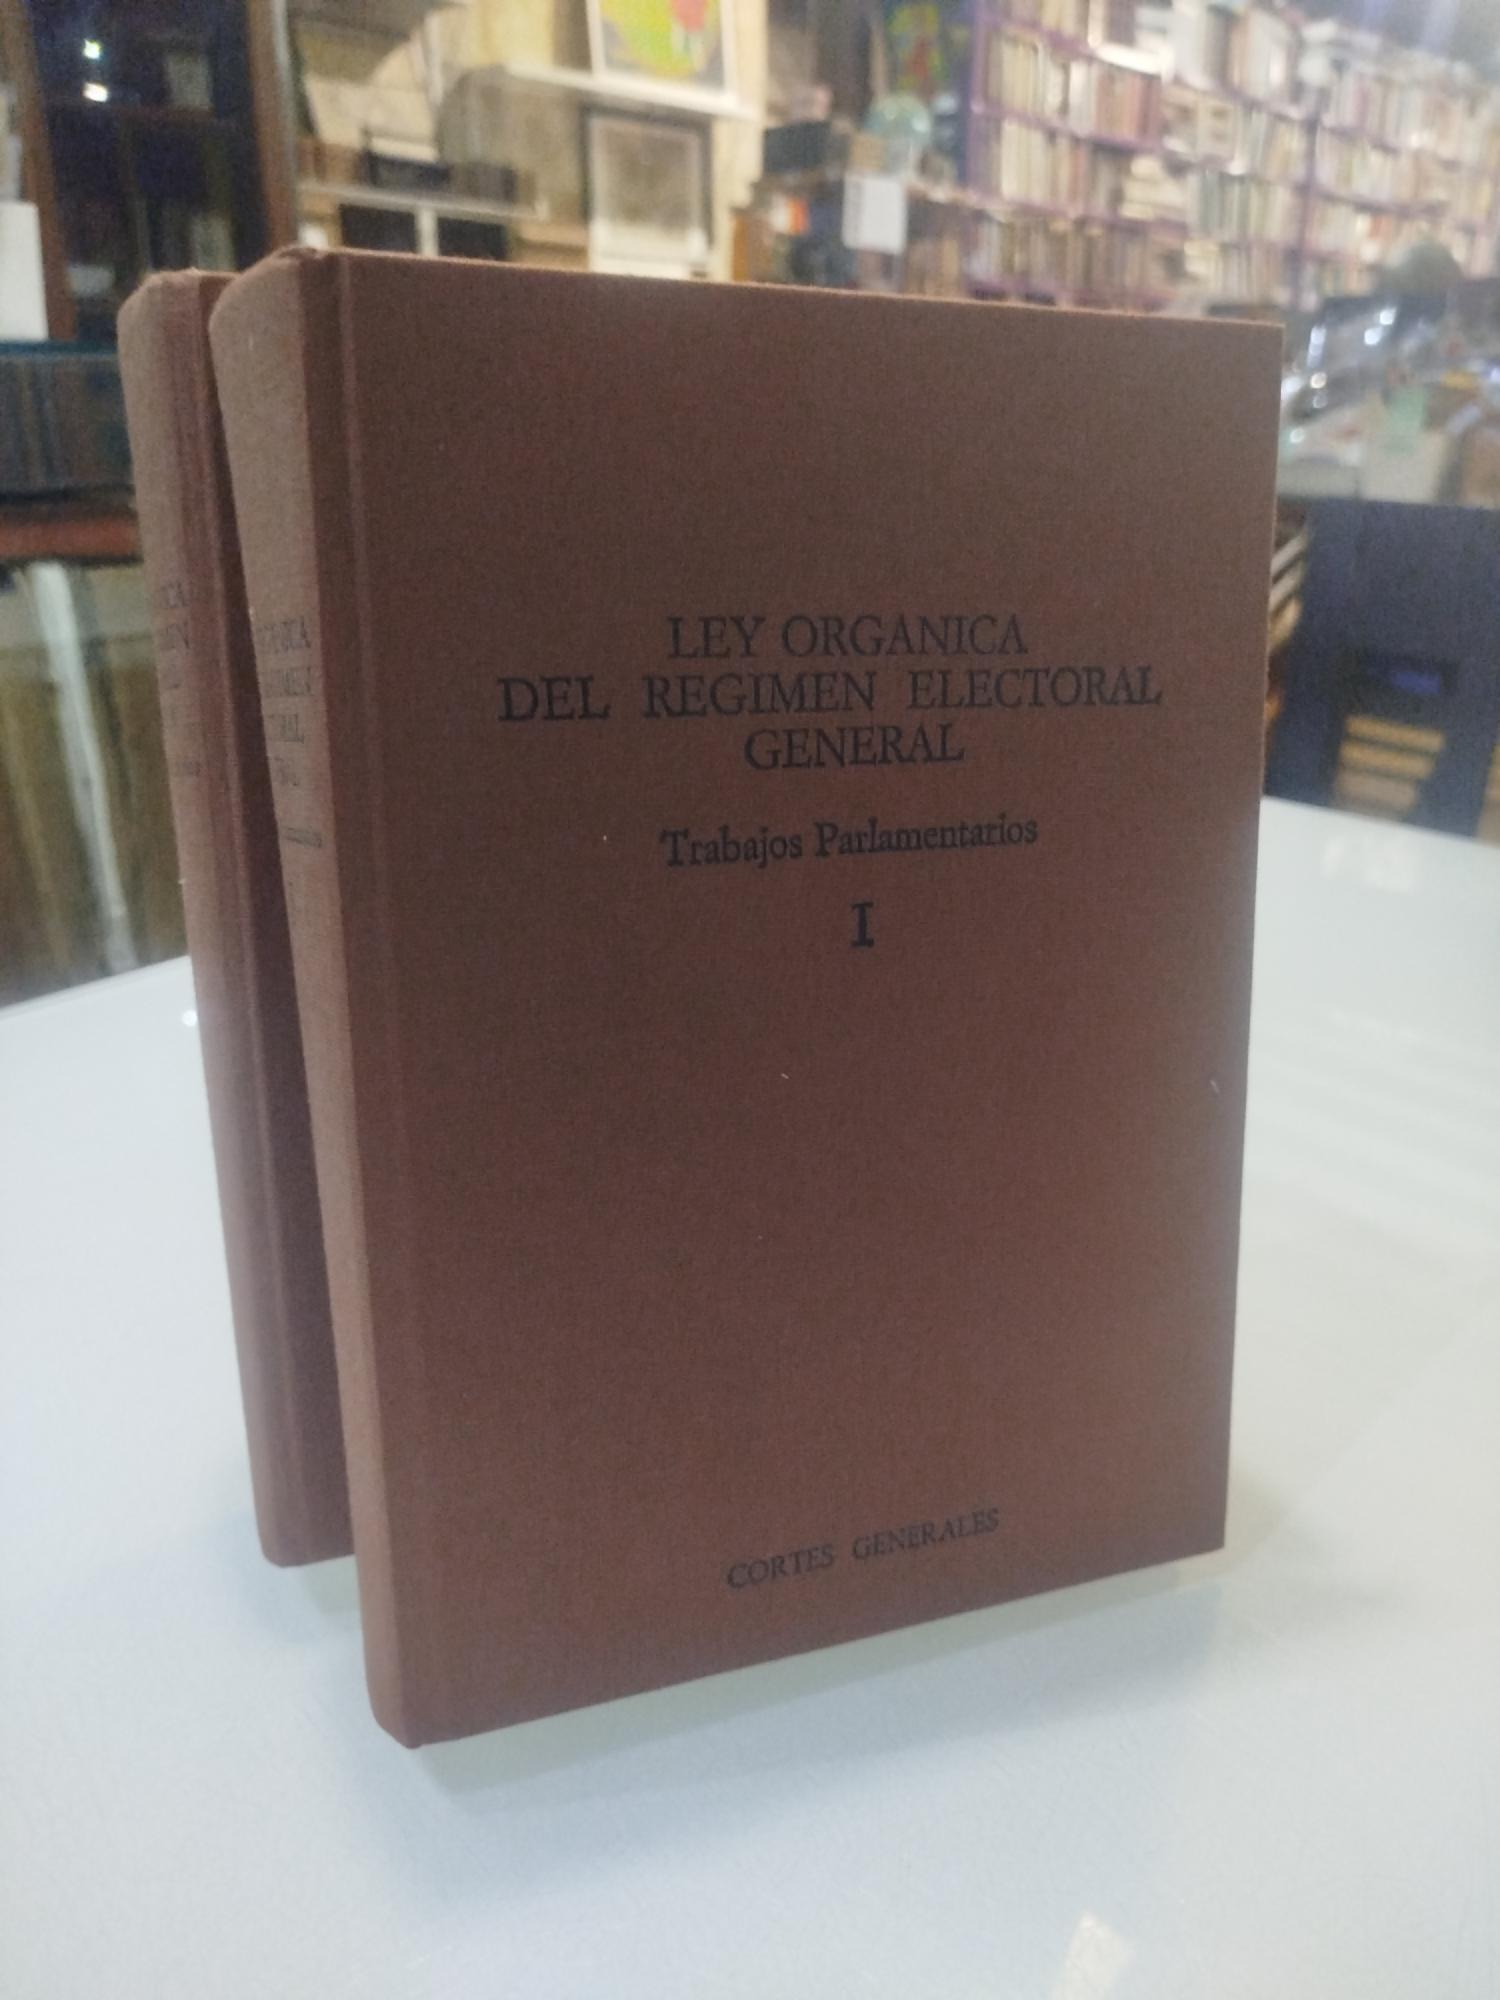 LEY ORGANICA
DEL REGIMEN ELECTORAL
GENERAL
Trabajos Parlamentarios
I
CORTES GENERALES